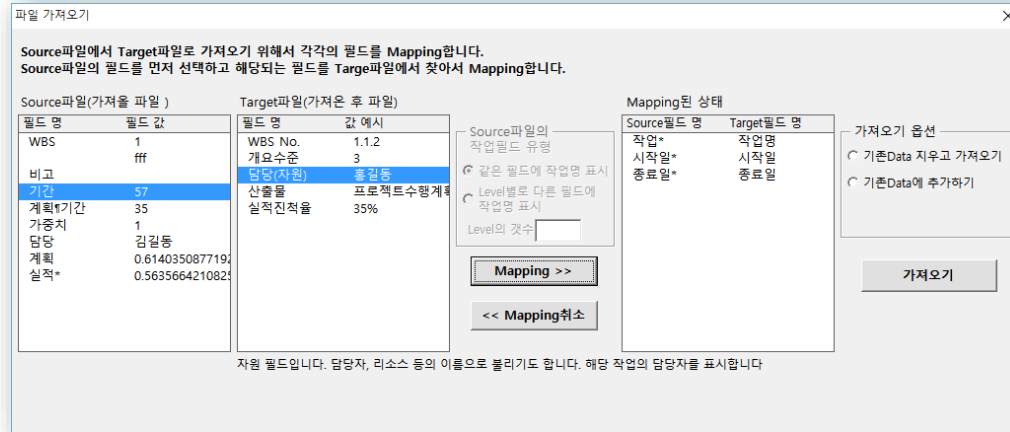 파일 가져오기
Source파일에서 Target파일로 가져오기 위해서 각각의 필드를 Mapping합니다.
Source파일의 필드를 먼저 선택하고 해당되는 필드를 Targe파일에서 찾아서 Mapping합니다.
Source파일(가져올 파일 )
필드 명 필드 값
WBS 1
fff
비고
기간 57
계획¶기간 35
가중치 1
담당 김길동
계획 0.6140350877192
실적* 0.5635664210825
Target파일(가져온 후 파일)
필드 명 값 예시
WBS No. 1.1.2
개요수준 3
담당(자원) 홍길동
산출물 프로젝트수행계획
실적진척율 35%
Source파일의
작업필드 유형
같은 필드에 작업명 표시
Level별로 다른 필드에
작업명 표시
Level의 갯수
Mapping >>
<< Mapping취소
Mapping된 상태
Source필드 명 Target필드 명
작업* 작업명
시작일* 시작일
종료일* 종료일
가져오기 옵션
기존Data 지우고 가져오기
기존Data에 추가하기
가져오기
자원 필드입니다. 담당자, 리소스 등의 이름으로 불리기도 합니다. 해당 작업의 담당자를 표시합니다